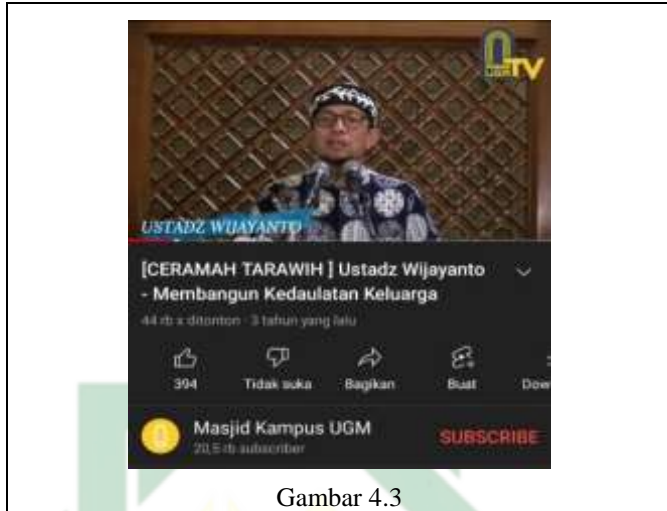 UGM
TV
USTADZ WIJAYANTO
[CERAMAH TARAWIH ] Ustadz Wijayanto
- Membangun Kedaulatan Keluarga
44 rb x ditonton · 3 tahun yang lalu
394
Tidak suka
Bagikan
Buat
Masjid Kampus UGM
20,5 rb subscriber
SUBSCRIBE
Gambar 4.3